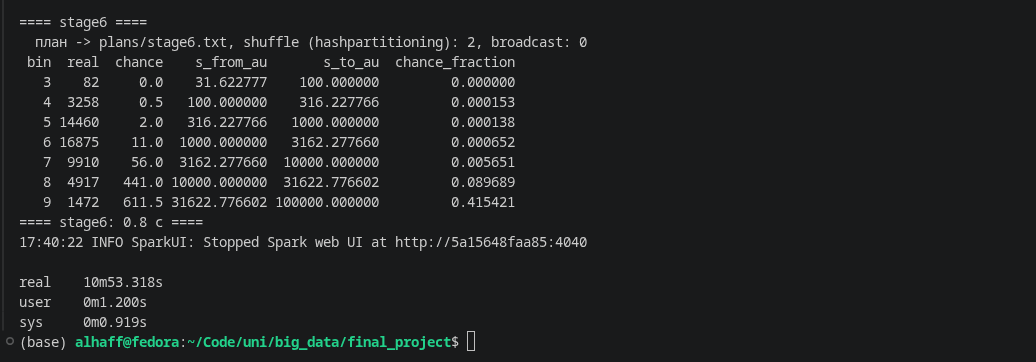 ==== stage6 ====
план -> plans/stage6.txt, shuffle (hashpartitioning): 2, broadcast: 0
bin real chance s_from_au s_to_au chance_fraction
3 82 0.0 31.622777 100.000000 0.000000
4 3258 0.5 100.000000 316.227766 0.000153
5 14460 2.0 316.227766 1000.000000 0.000138
6 16875 11.0 1000.000000 3162.277660 0.000652
7 9910 56.0 3162.277660 10000.000000 0.005651
8 4917 441.0 10000.000000 31622.776602 0.089689
9 1472 611.5 31622.776602 100000.000000 0.415421
==== stage6: 0.8 с ====
17:40:22 INFO SparkUI: Stopped Spark web UI at http://5a15648faa85:4040
real 10m53.318s
user 0m1.200s
sys 0m0.919s
(base) alhaff@fedora:~/Code/uni/big_data/final_project$